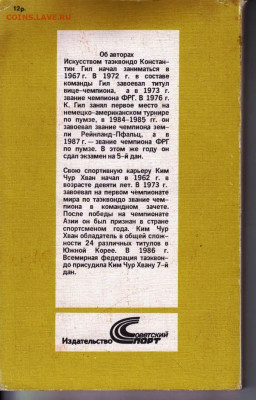 12р.
COINS.LAVE.RU
Об авторах
Искусством таэквондо Константин
тин Гил начал заниматься в
1967 г. В 1972 г. в составе
команды Гил завоевал титул
вице-чемпиона, а в 1973
звание чемпиона ФРГ. В 1976 г.
К. Гил занял первое место на
немецко-американском турнире
по пумзе, в 1984-1985 гг. он
завоевал звание чемпиона земли
ли Рейнланд-Пфальц, а в
1987 г. — звание чемпиона ФРГ
по пумзе. В этом же году он
сдал экзамен на 5-й дан.
Свою спортивную карьеру Ким
Чур Хван начал в 1962 г. в
возрасте девяти лет. В 1973 г.
завоевал на первом чемпионате
мира по таэквондо звание чем-
пиона в командном зачете.
После победы на чемпионате
Азии он был признан в стране
спортсменом года. Ким Чур
Хван обладатель в общей слож-
ности 24 различных титулов в
Южной Корее. В 1986 г.
Всемирная федерация таэквон-
до присудила Ким Чур Хвану 7-й
дан.
Издательство Советский
СПОРТ